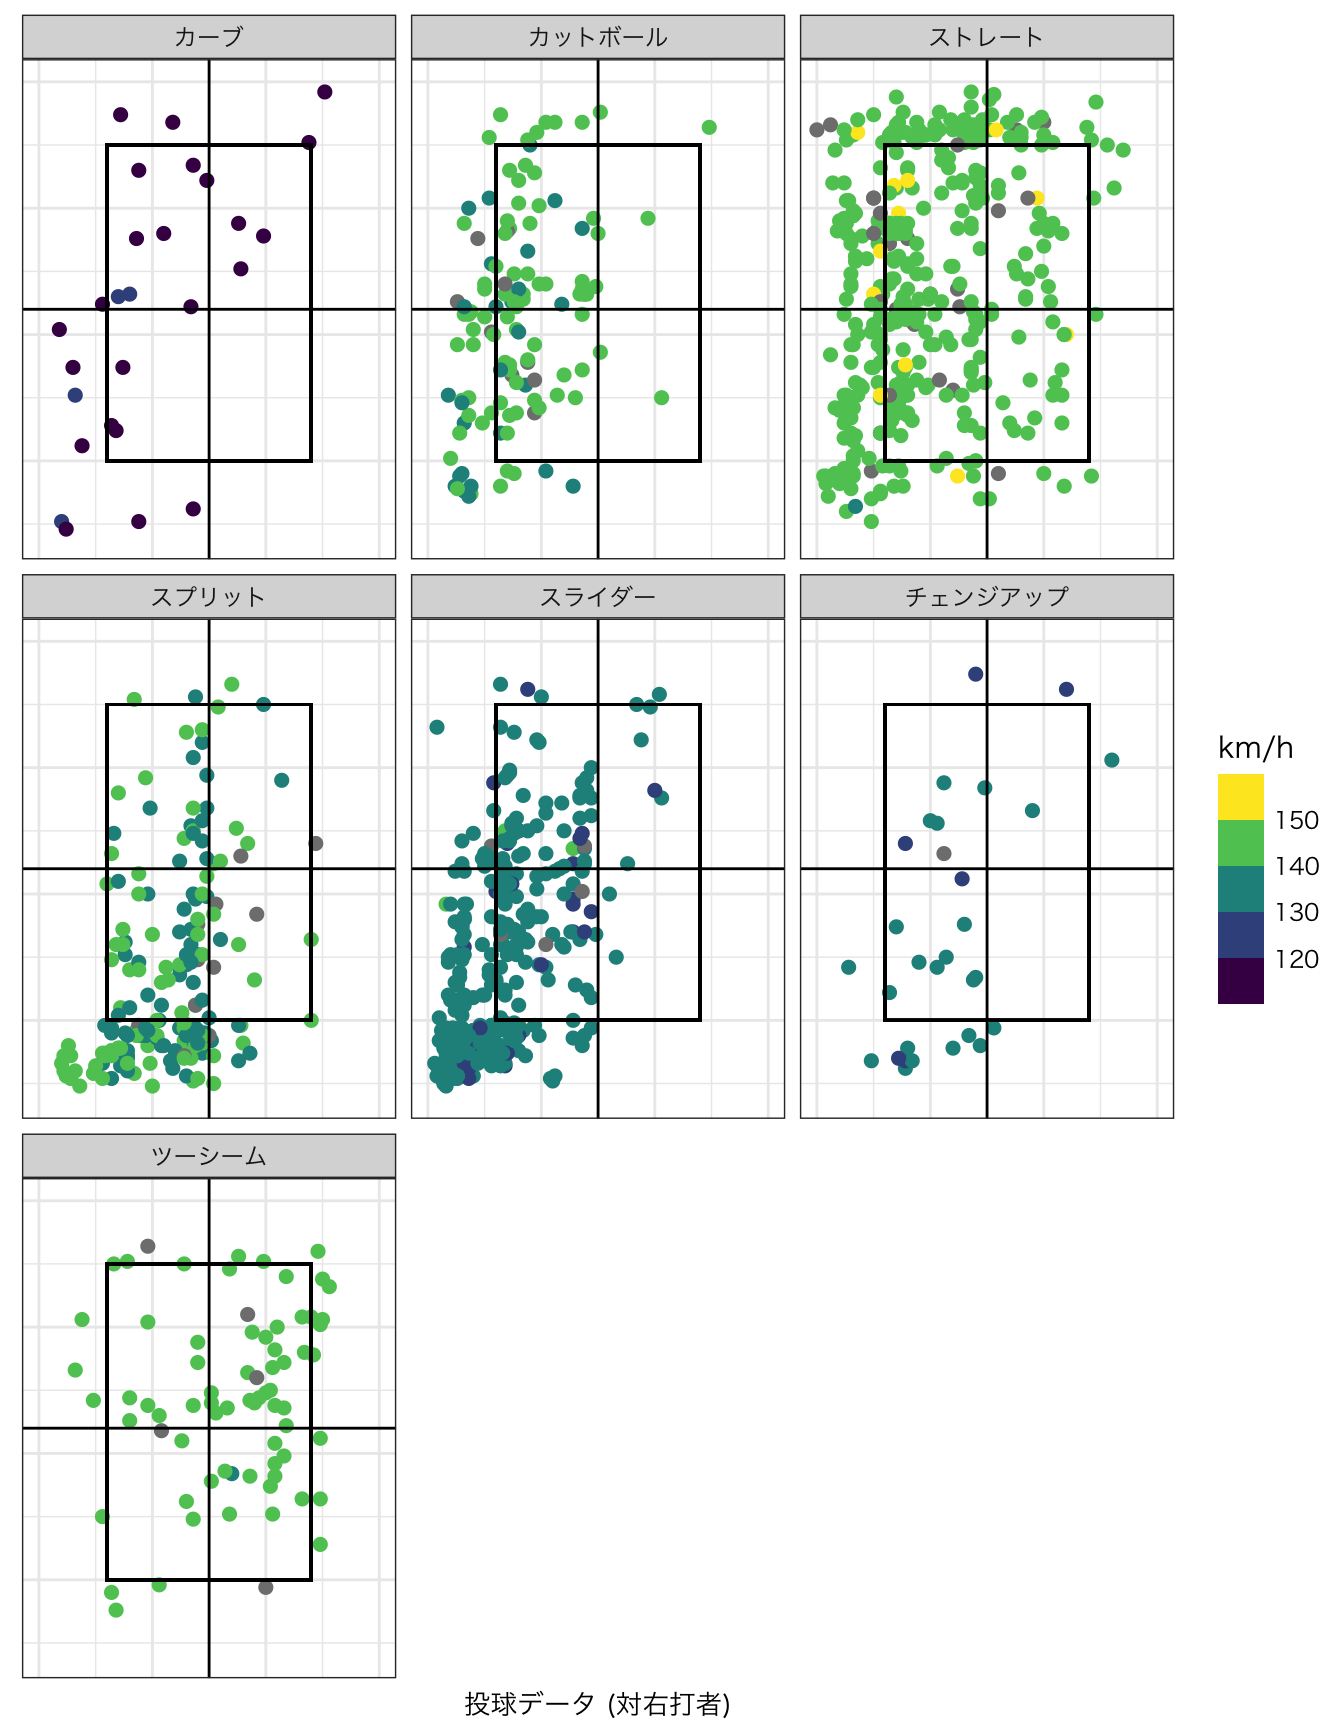 カーブ
カットボール
ストレート
スプリット
スライダー
チェンジアップ
km/h
150
140
130
120
ツーシーム
投球データ (対右打者)